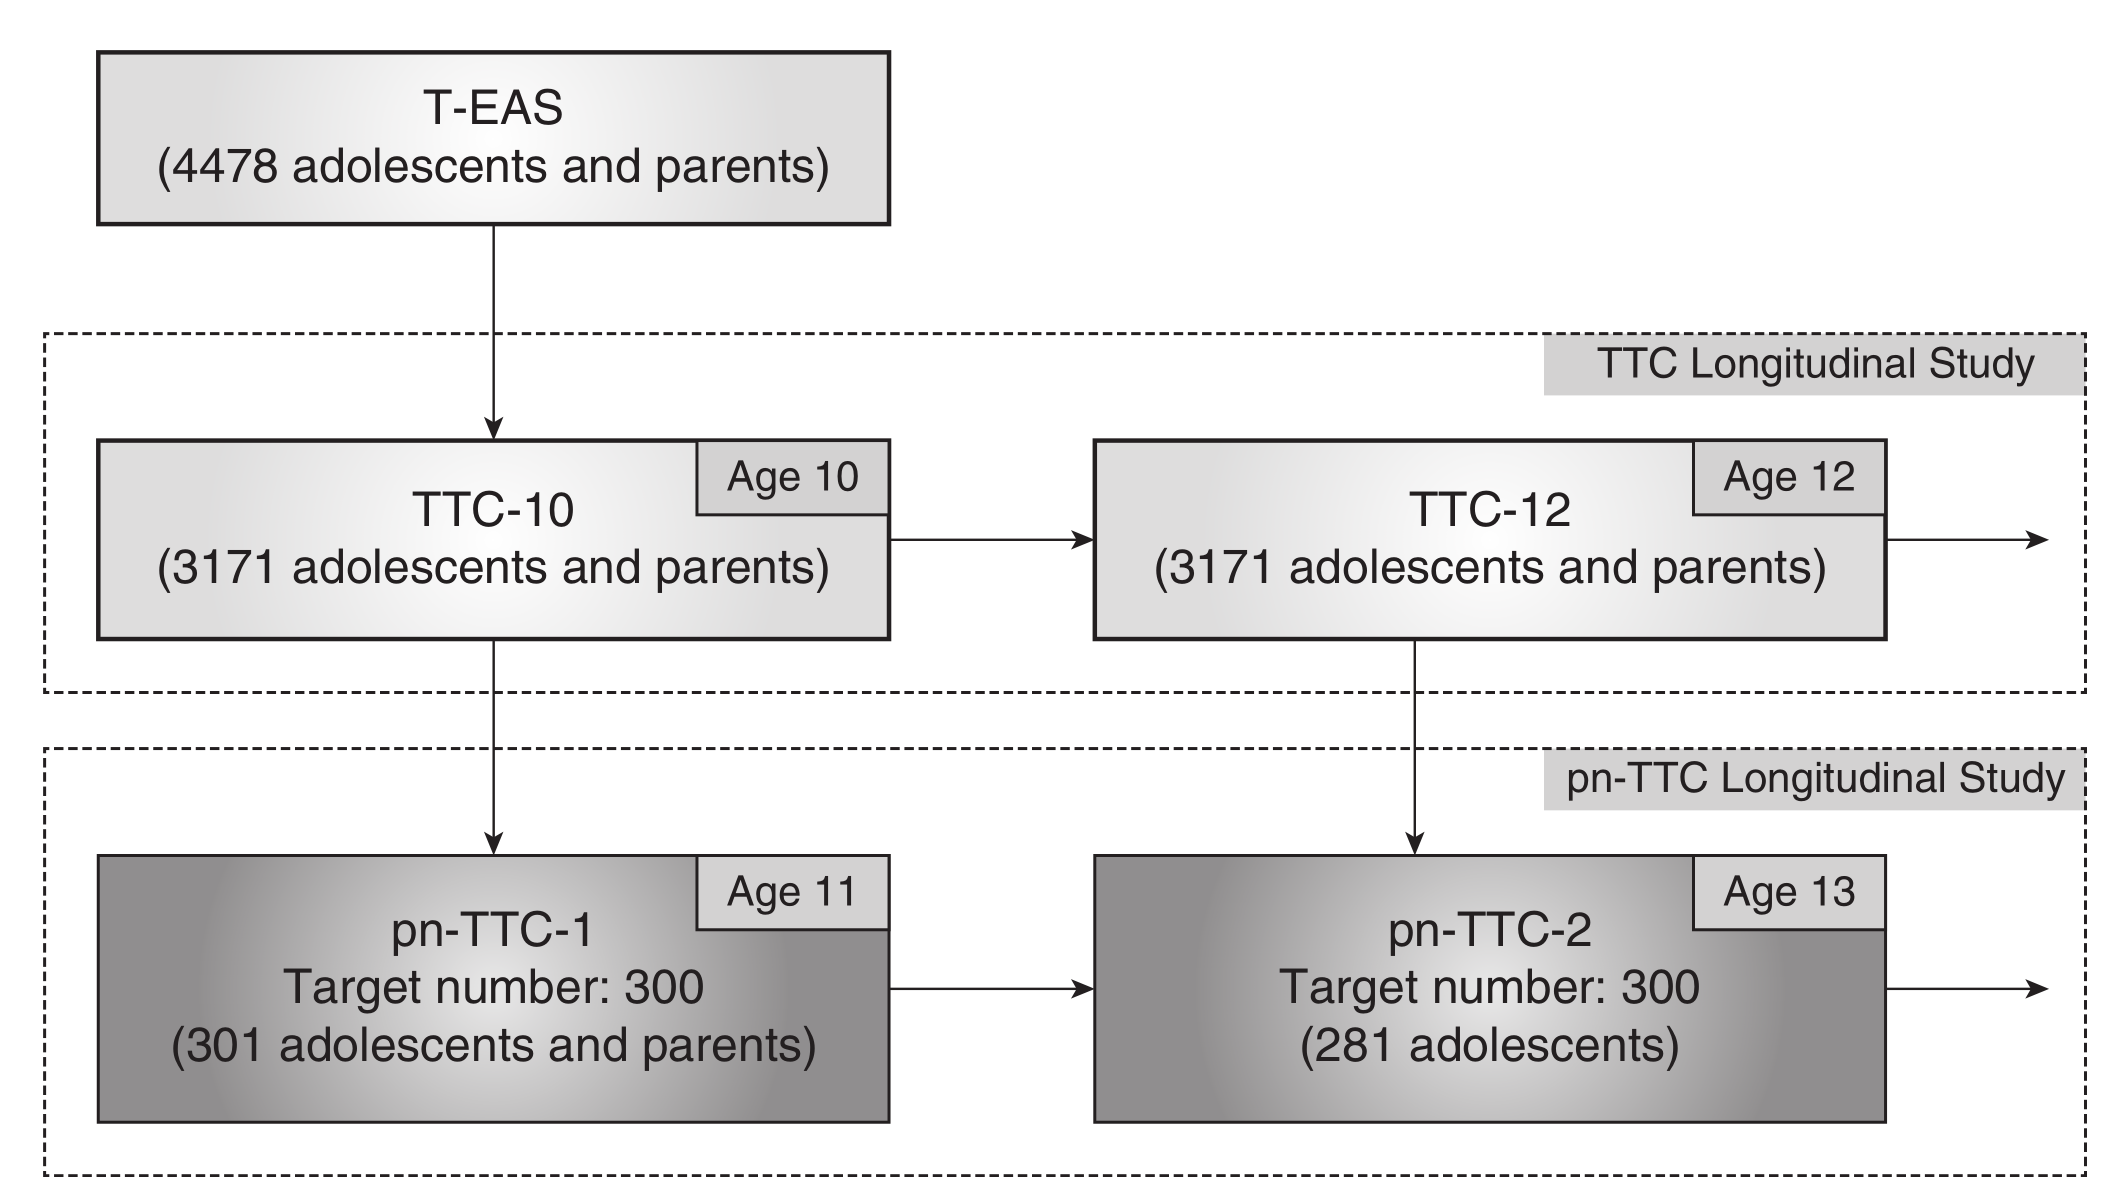 T-EAS
(4478 adolescents and parents)
TTC Longitudinal Study
Age 10
TTC-10
(3171 adolescents and parents)
Age 12
TTC-12
(3171 adolescents and parents)
pn-TTC Longitudinal Study
Age 11
pn-TTC-1
Target number: 300
(301 adolescents and parents)
Age 13
pn-TTC-2
Target number: 300
(281 adolescents)